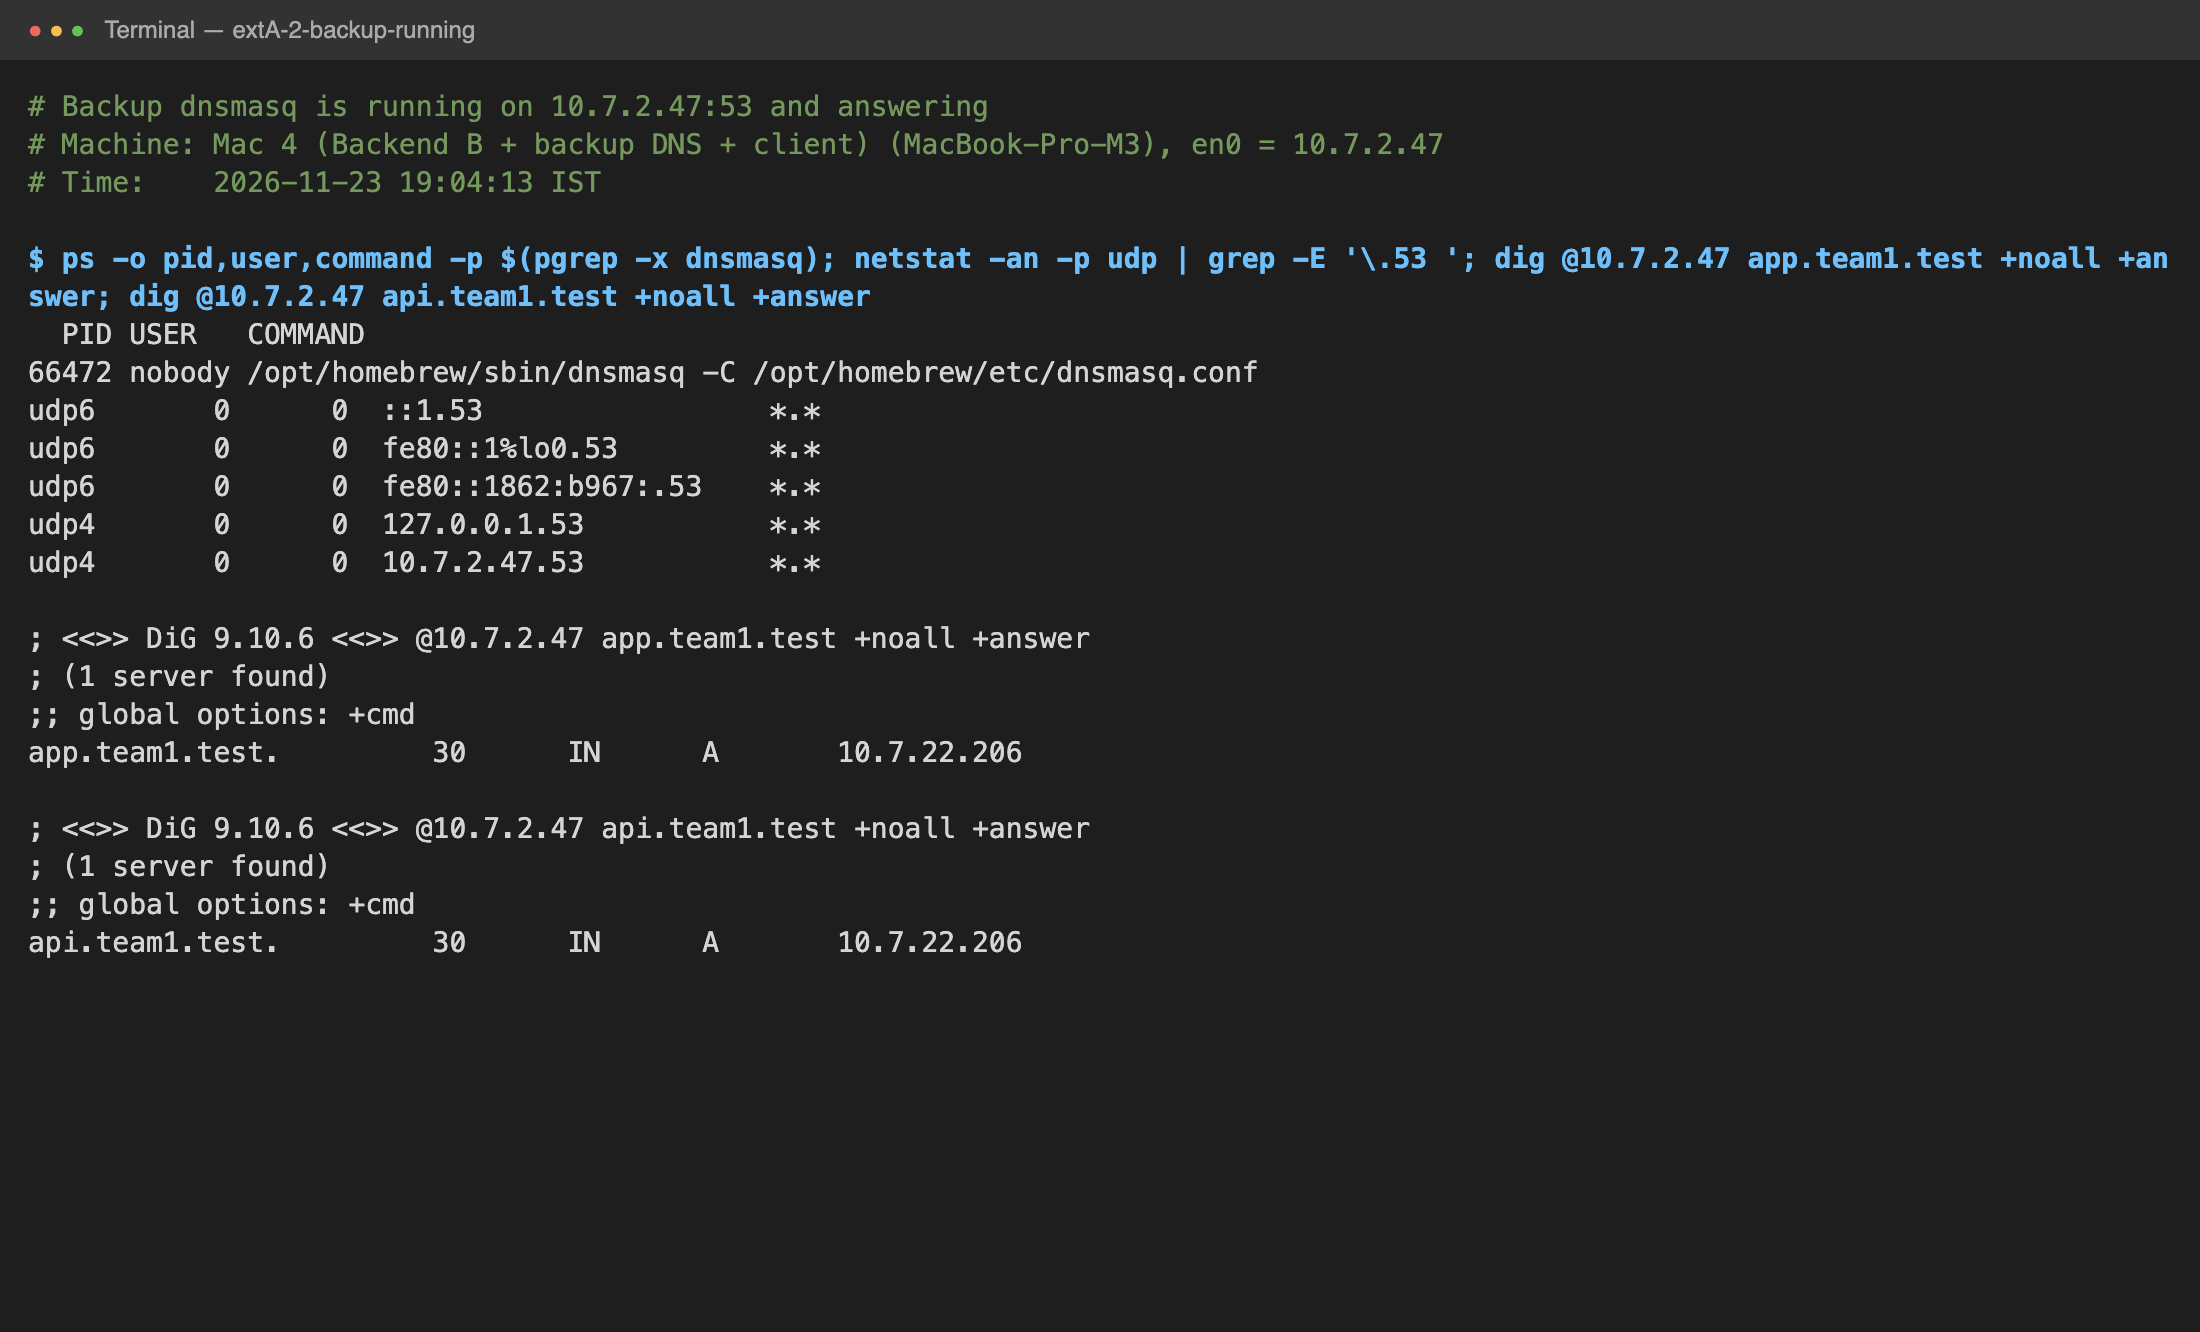 Terminal — extA-2-backup-running
# Backup dnsmasq is running on 10.7.2.47:53 and answering
# Machine: Mac 4 (Backend B + backup DNS + client) (MacBook-Pro-M3), en0 = 10.7.2.47
# Time:    2026-11-23 19:04:13 IST
$ ps -o pid,user,command -p $(pgrep -x dnsmasq); netstat -an -p udp | grep -E '\.53 '; dig @10.7.2.47 app.team1.test +noall +an
swer; dig @10.7.2.47 api.team1.test +noall +answer
  PID USER   COMMAND
66472 nobody /opt/homebrew/sbin/dnsmasq -C /opt/homebrew/etc/dnsmasq.conf
udp6       0      0  ::1.53                 *.*
udp6       0      0  fe80::1%lo0.53         *.*
udp6       0      0  fe80::1862:b967:.53    *.*
udp4       0      0  127.0.0.1.53           *.*
udp4       0      0  10.7.2.47.53           *.*
; <<>> DiG 9.10.6 <<>> @10.7.2.47 app.team1.test +noall +answer
; (1 server found)
;; global options: +cmd
app.team1.test.         30      IN      A       10.7.22.206
; <<>> DiG 9.10.6 <<>> @10.7.2.47 api.team1.test +noall +answer
; (1 server found)
;; global options: +cmd
api.team1.test.         30      IN      A       10.7.22.206